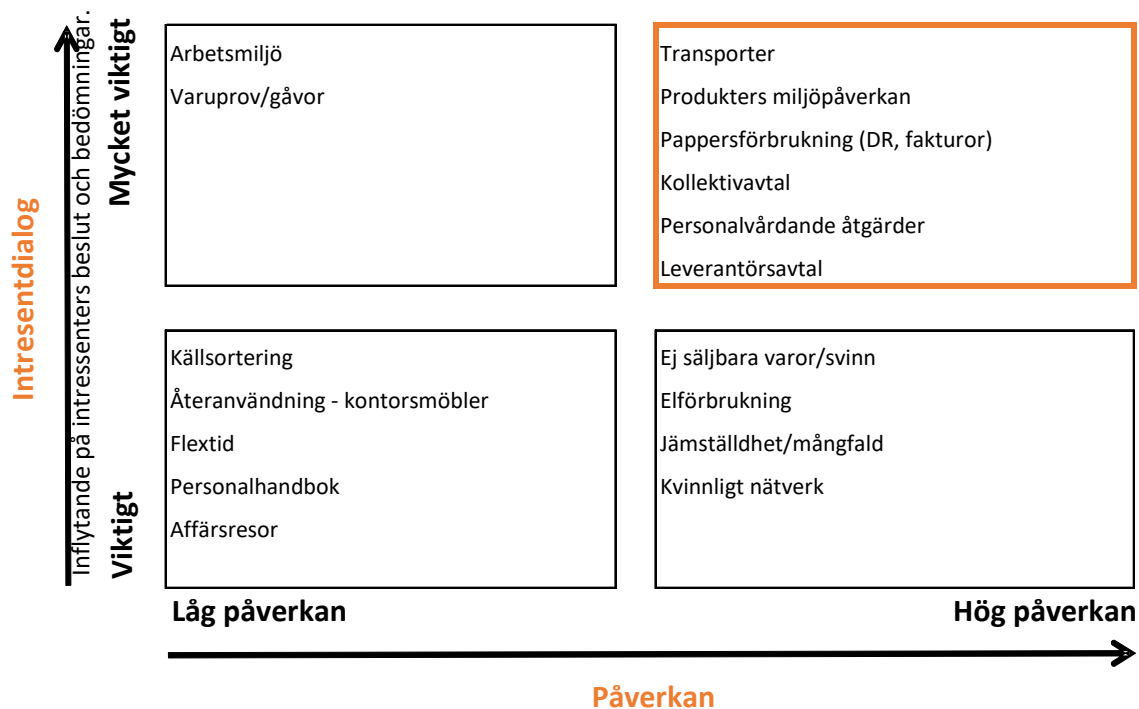 Intresentdialog
Inflytande på intressenters beslut och bedömningar.
Mycket viktigt
Viktigt
Arbetsmiljö
Varuprov/gåvor
Transporter
Produkters miljöpåverkan
Pappersförbrukning (DR, fakturor)
Kollektivavtal
Personalvårdande åtgärder
Leverantörsavtal
Källsortering
Återanvändning - kontorsmöbler
Flextid
Personalhandbok
Affärsresor
Ej säljbara varor/svinn
Elförbrukning
Jämställdhet/mångfald
Kvinnligt nätverk
Låg påverkan
Hög påverkan
Påverkan